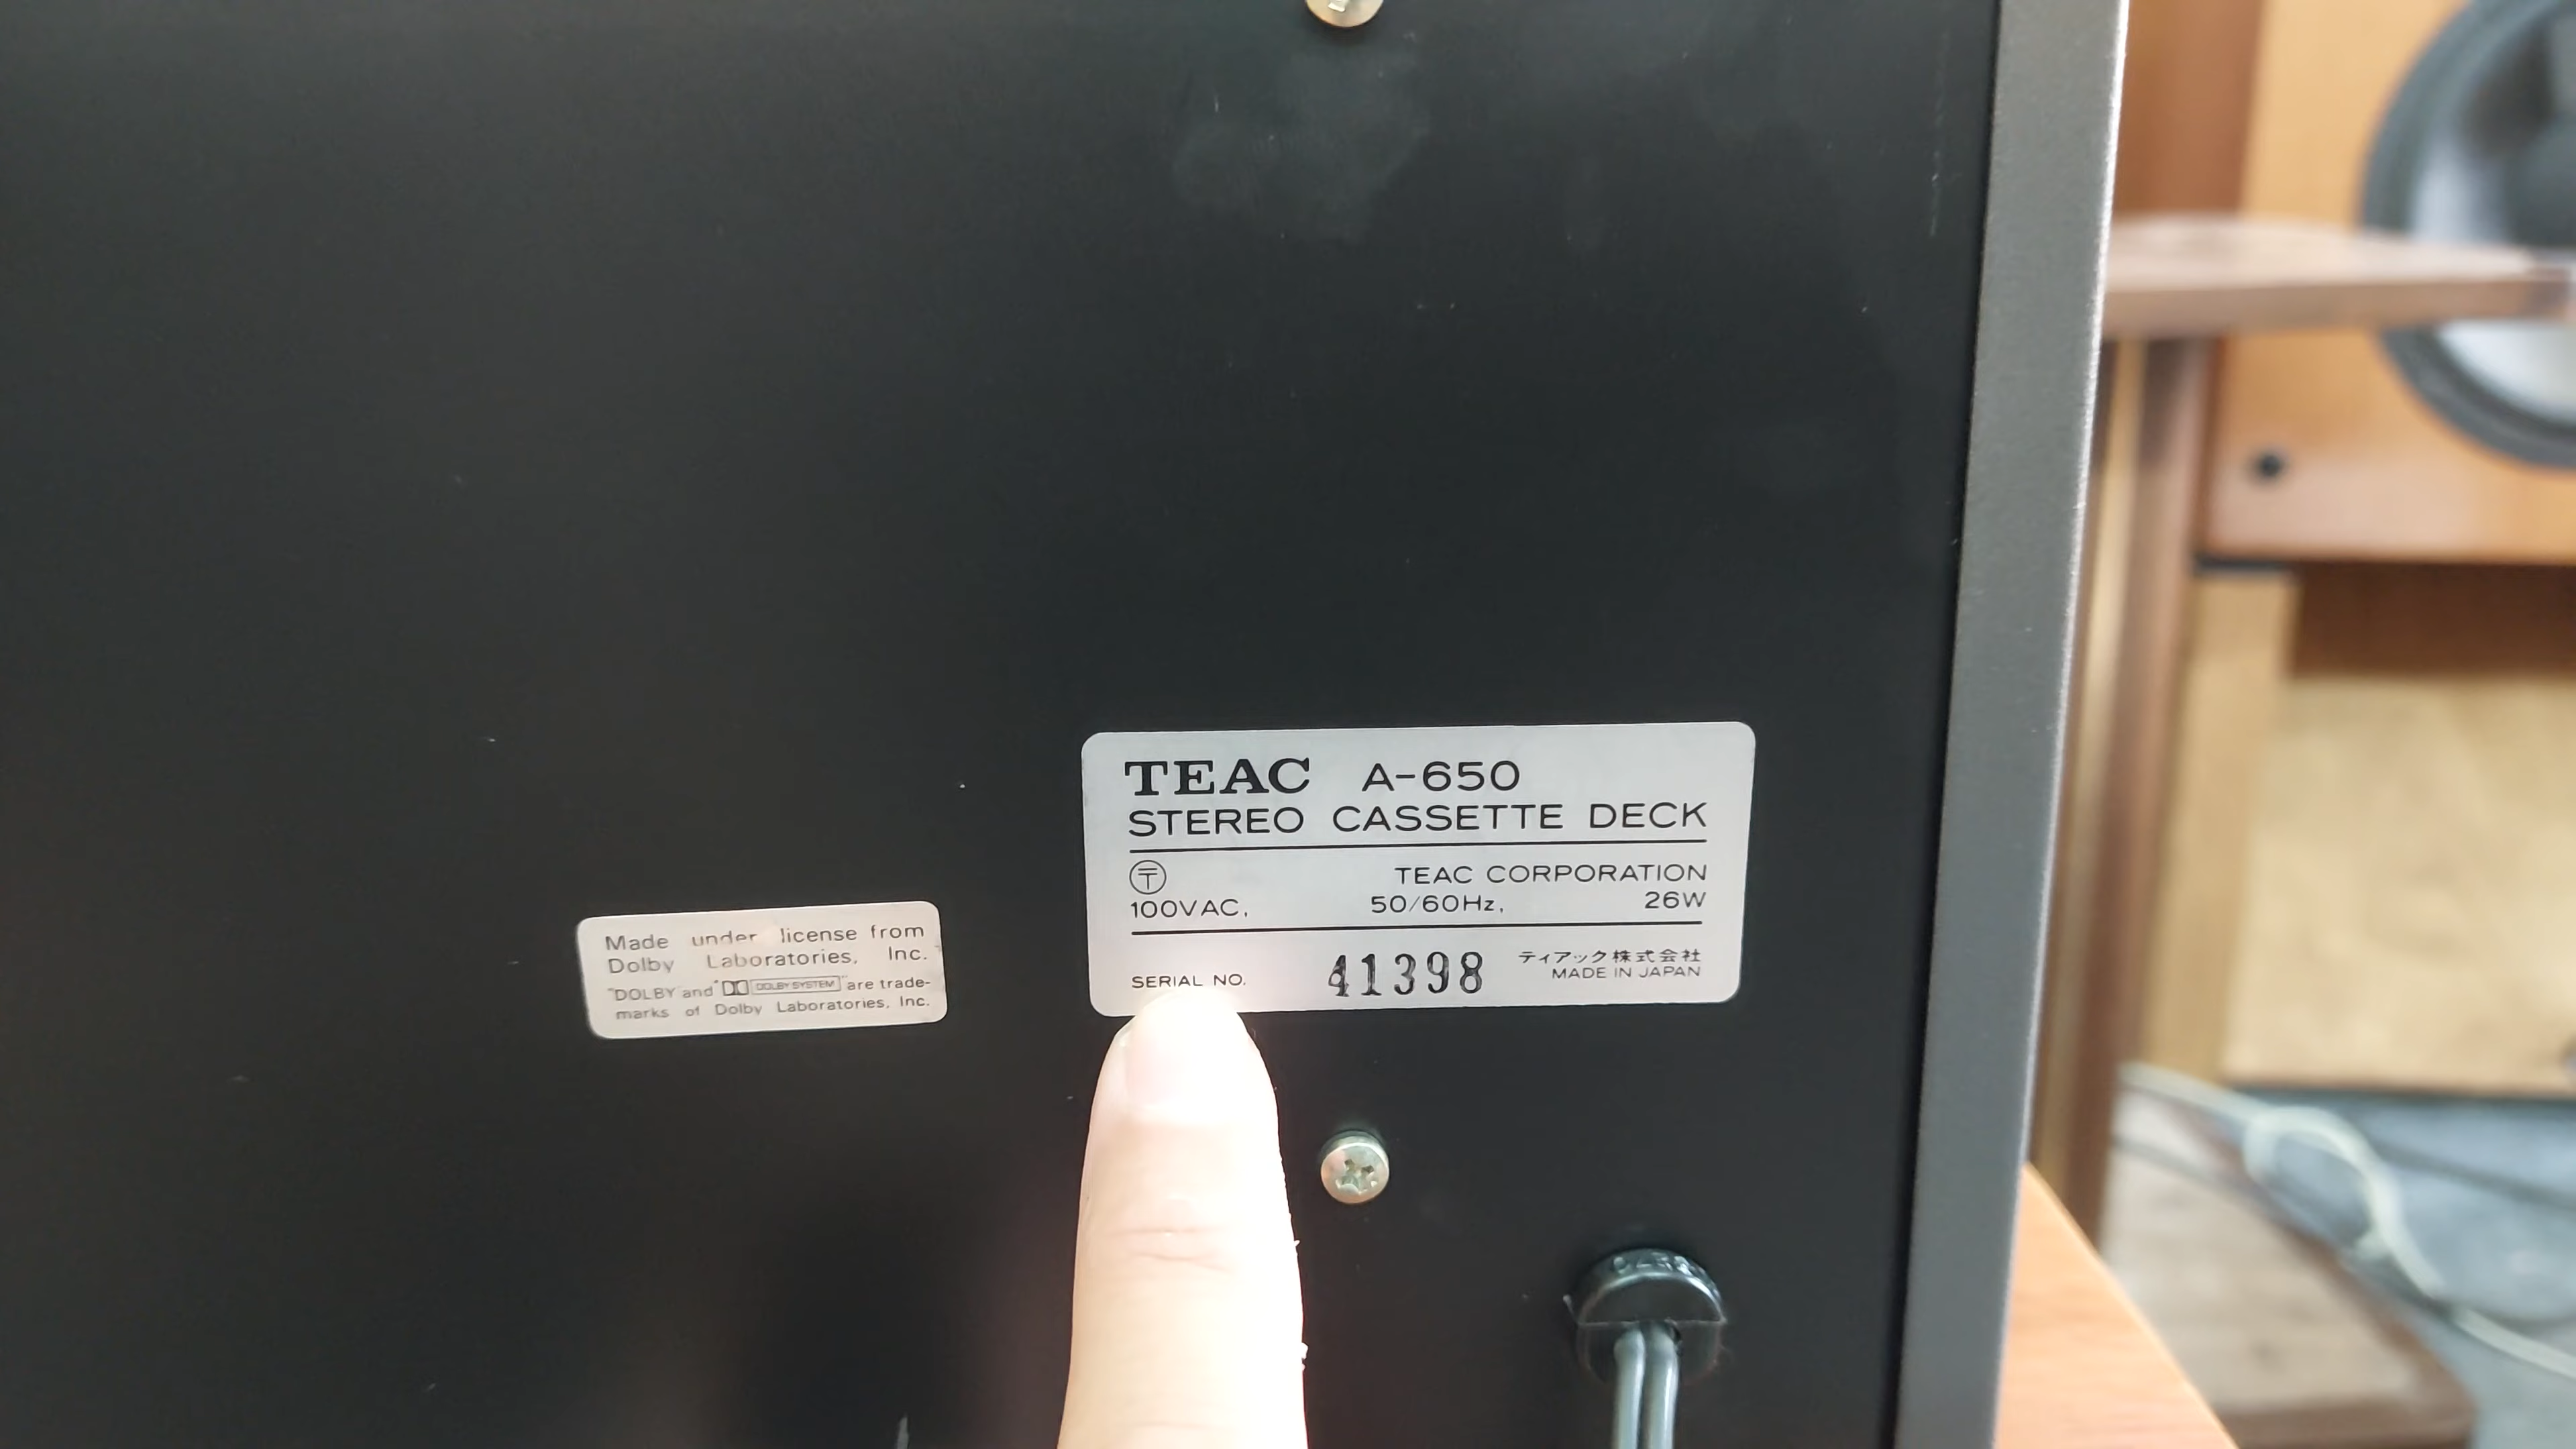 TEAC A-650
STEREO CASSETTE DECK
〒
TEAC CORPORATION
100VAC, 50/60Hz, 26W
SERIAL NO. 41398
ティアック株式会社
MADE IN JAPAN
Made under license from
Dolby Laboratories, Inc.
"DOLBY" and "DOLBY SYSTEM" are trade-
marks of Dolby Laboratories, Inc.